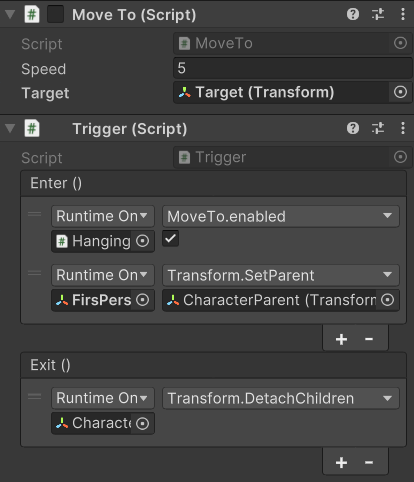 Move To (Script)
Script MoveTo
Speed 5
Target Target (Transform)
Trigger (Script)
Script Trigger
Enter ()
Runtime On MoveTo.enabled
Hanging
Runtime On Transform.SetParent
FirsPers CharacterParent (Transform
Exit ()
Runtime On Transform.DetachChildren
Characte